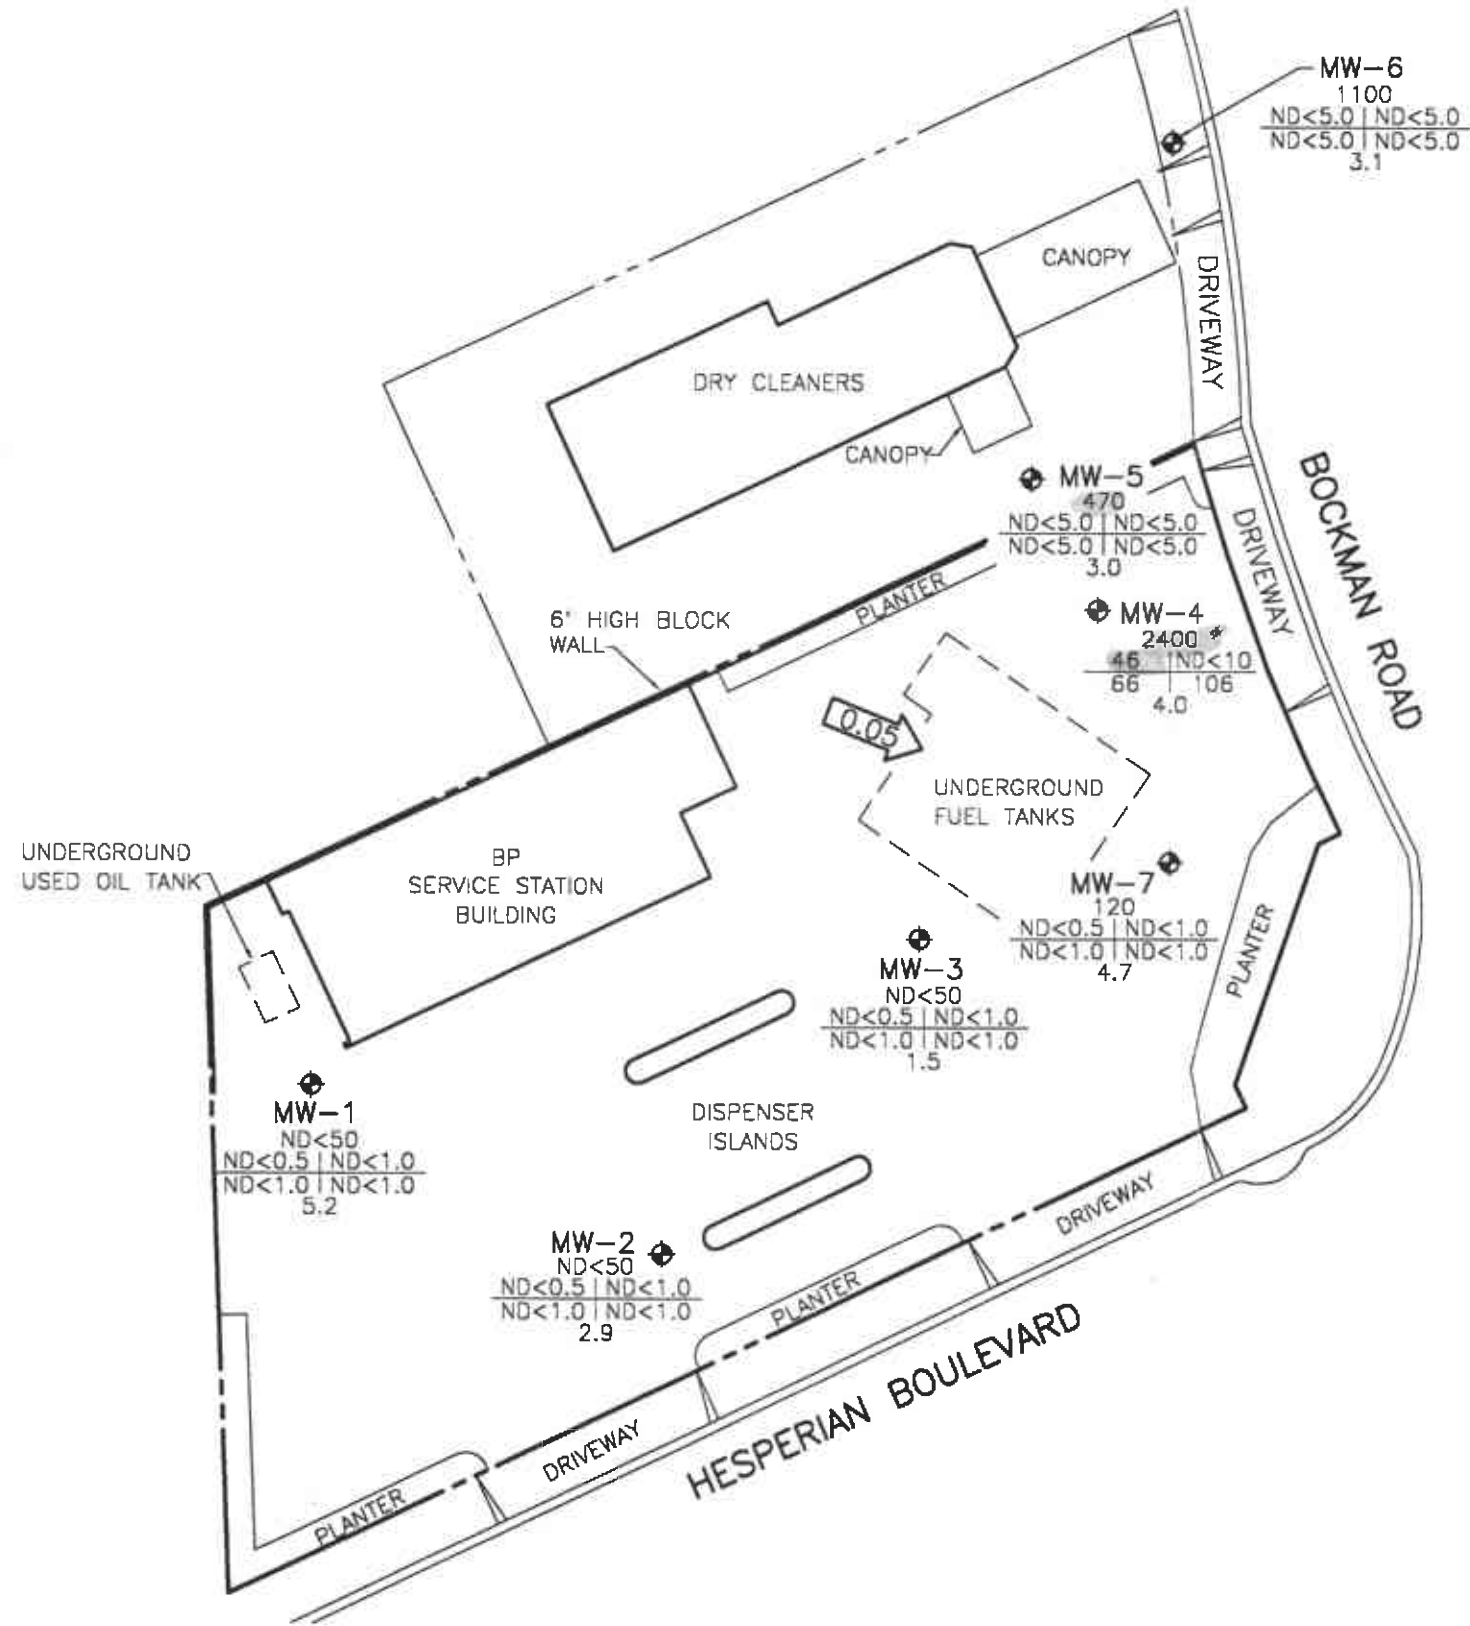 MW-6
1100
ND<5.0 | ND<5.0
ND<5.0 | ND<5.0
3.1
CANOPY
DRIVEWAY
DRY CLEANERS
CANOPY
MW-5
470
ND<5.0 | ND<5.0
ND<5.0 | ND<5.0
3.0
DRIVEWAY
BOCKMAN ROAD
PLANTER
6' HIGH BLOCK
WALL
MW-4
2400 *
46 | ND<10
66 | 106
4.0
0.05
UNDERGROUND
FUEL TANKS
UNDERGROUND
USED OIL TANK
BP
SERVICE STATION
BUILDING
MW-7
120
ND<0.5 | ND<1.0
ND<1.0 | ND<1.0
4.7
PLANTER
MW-3
ND<50
ND<0.5 | ND<1.0
ND<1.0 | ND<1.0
1.5
MW-1
ND<50
ND<0.5 | ND<1.0
ND<1.0 | ND<1.0
5.2
DISPENSER
ISLANDS
MW-2
ND<50
ND<0.5 | ND<1.0
ND<1.0 | ND<1.0
2.9
DRIVEWAY
PLANTER
HESPERIAN BOULEVARD
DRIVEWAY
PLANTER